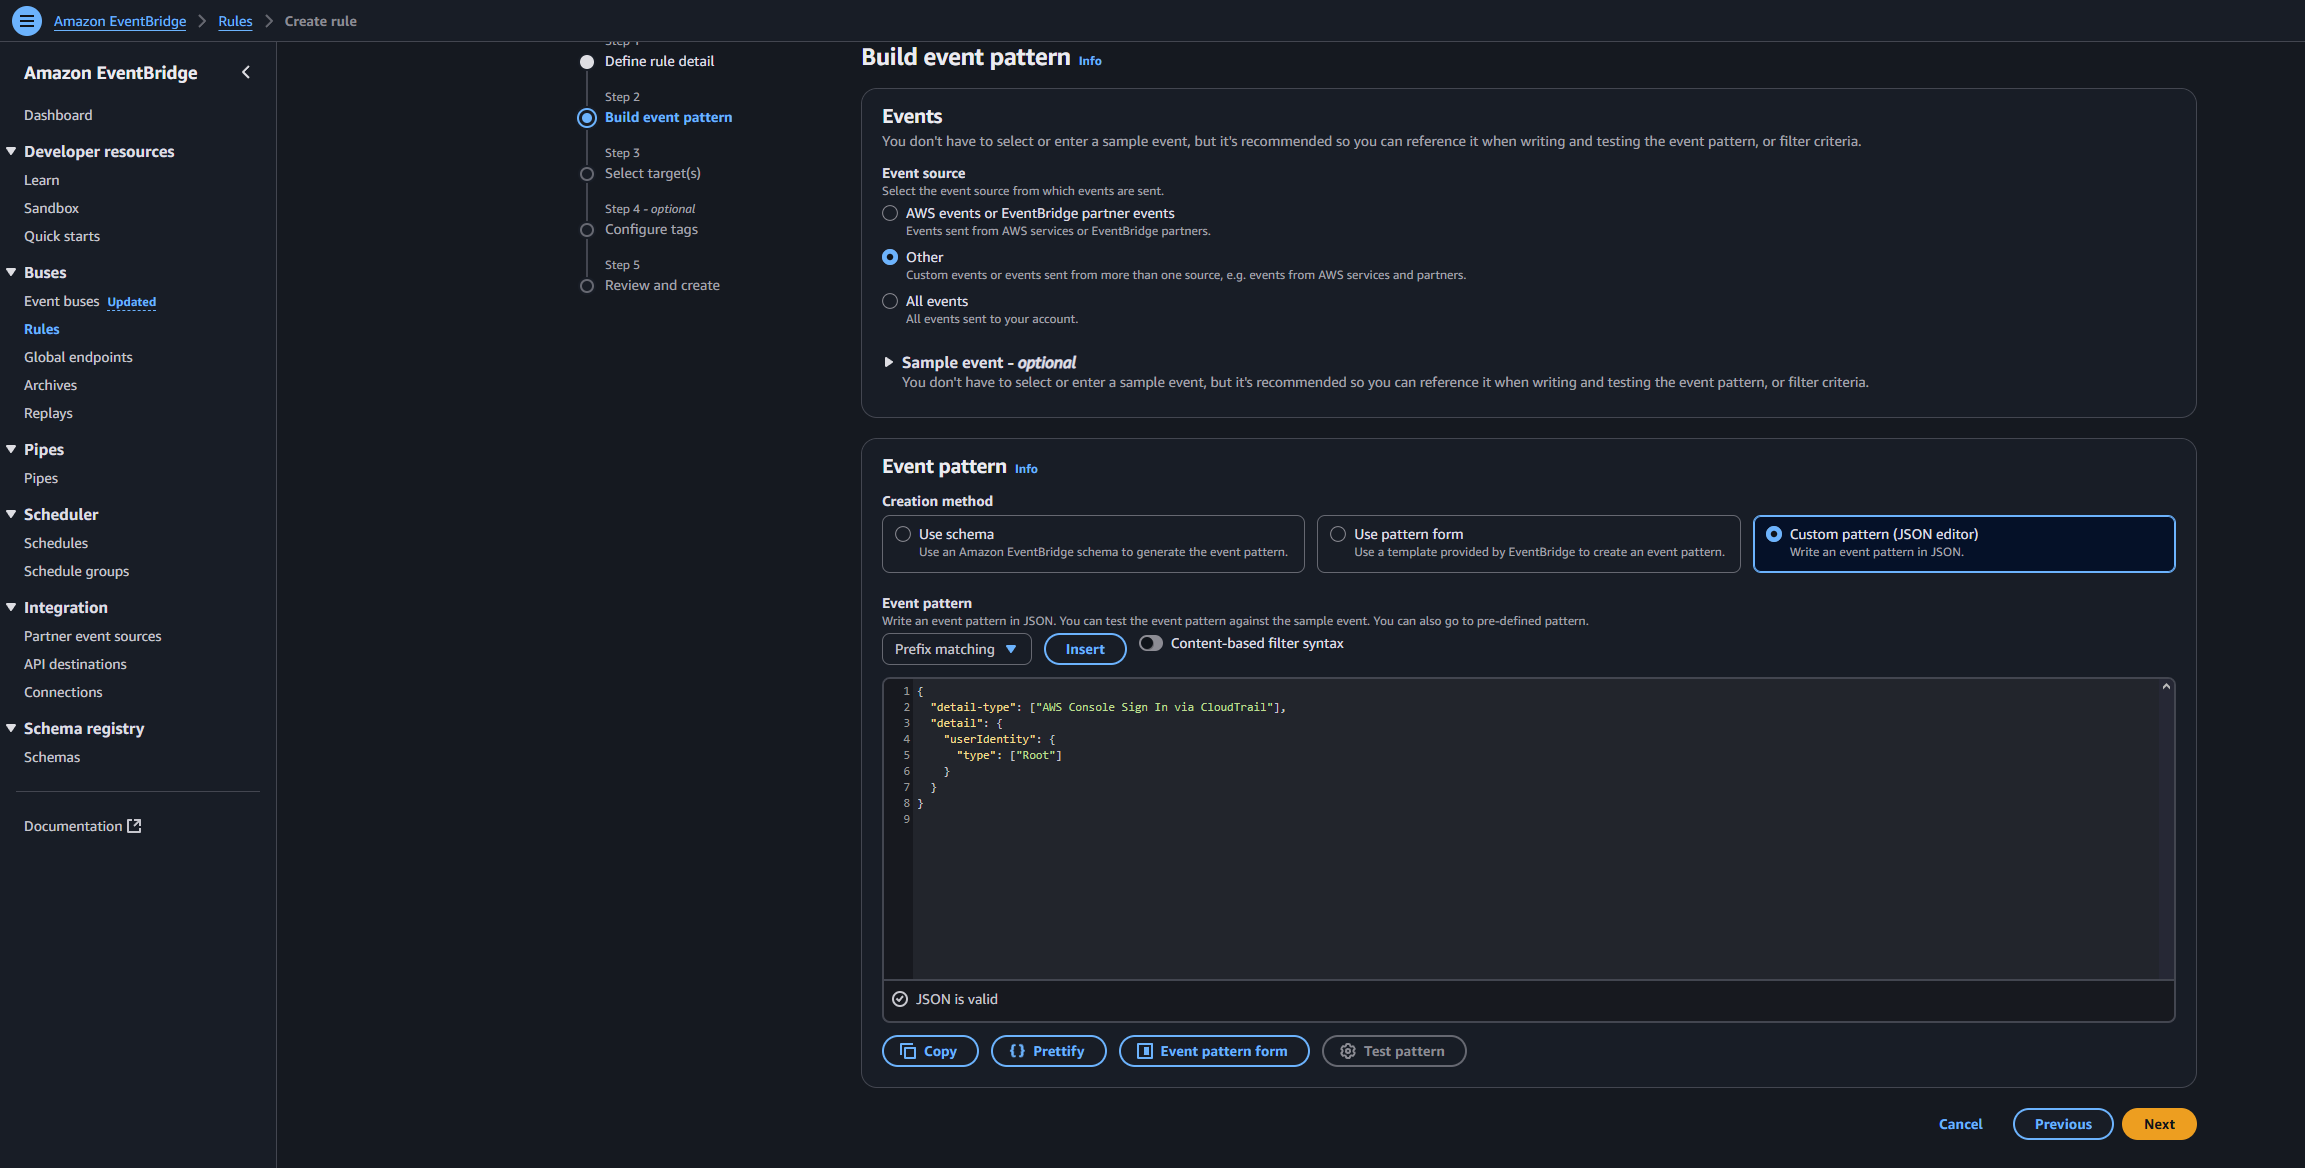 Amazon EventBridge
Rules
Create rule
Amazon EventBridge
Dashboard
Developer resources
Learn
Sandbox
Quick starts
Buses
Event buses Updated
Rules
Global endpoints
Archives
Replays
Pipes
Pipes
Scheduler
Schedules
Schedule groups
Integration
Partner event sources
API destinations
Connections
Schema registry
Schemas
Documentation
Step 1
Define rule detail
Step 2
Build event pattern
Step 3
Select target(s)
Step 4 - optional
Configure tags
Step 5
Review and create
Build event pattern Info
Events
You don't have to select or enter a sample event, but it's recommended so you can reference it when writing and testing the event pattern, or filter criteria.
Event source
Select the event source from which events are sent.
AWS events or EventBridge partner events
Events sent from AWS services or EventBridge partners.
Other
Custom events or events sent from more than one source, e.g. events from AWS services and partners.
All events
All events sent to your account.
Sample event - optional
You don't have to select or enter a sample event, but it's recommended so you can reference it when writing and testing the event pattern, or filter criteria.
Event pattern Info
Creation method
Use schema
Use an Amazon EventBridge schema to generate the event pattern.
Use pattern form
Use a template provided by EventBridge to create an event pattern.
Custom pattern (JSON editor)
Write an event pattern in JSON.
Event pattern
Write an event pattern in JSON. You can test the event pattern against the sample event. You can also go to pre-defined pattern.
Prefix matching
Insert
Content-based filter syntax
1 {
2 "detail-type": ["AWS Console Sign In via CloudTrail"],
3 "detail": {
4 "userIdentity": {
5 "type": ["Root"]
6 }
7 }
8 }
9
JSON is valid
Copy
{} Prettify
Event pattern form
Test pattern
Cancel
Previous
Next